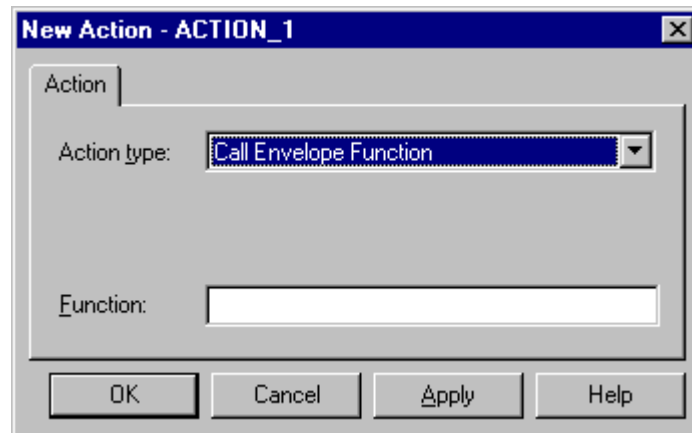 New Action - ACTION_1
Action
Action type:
Call Envelope Function
Function:
OK
Cancel
Apply
Help